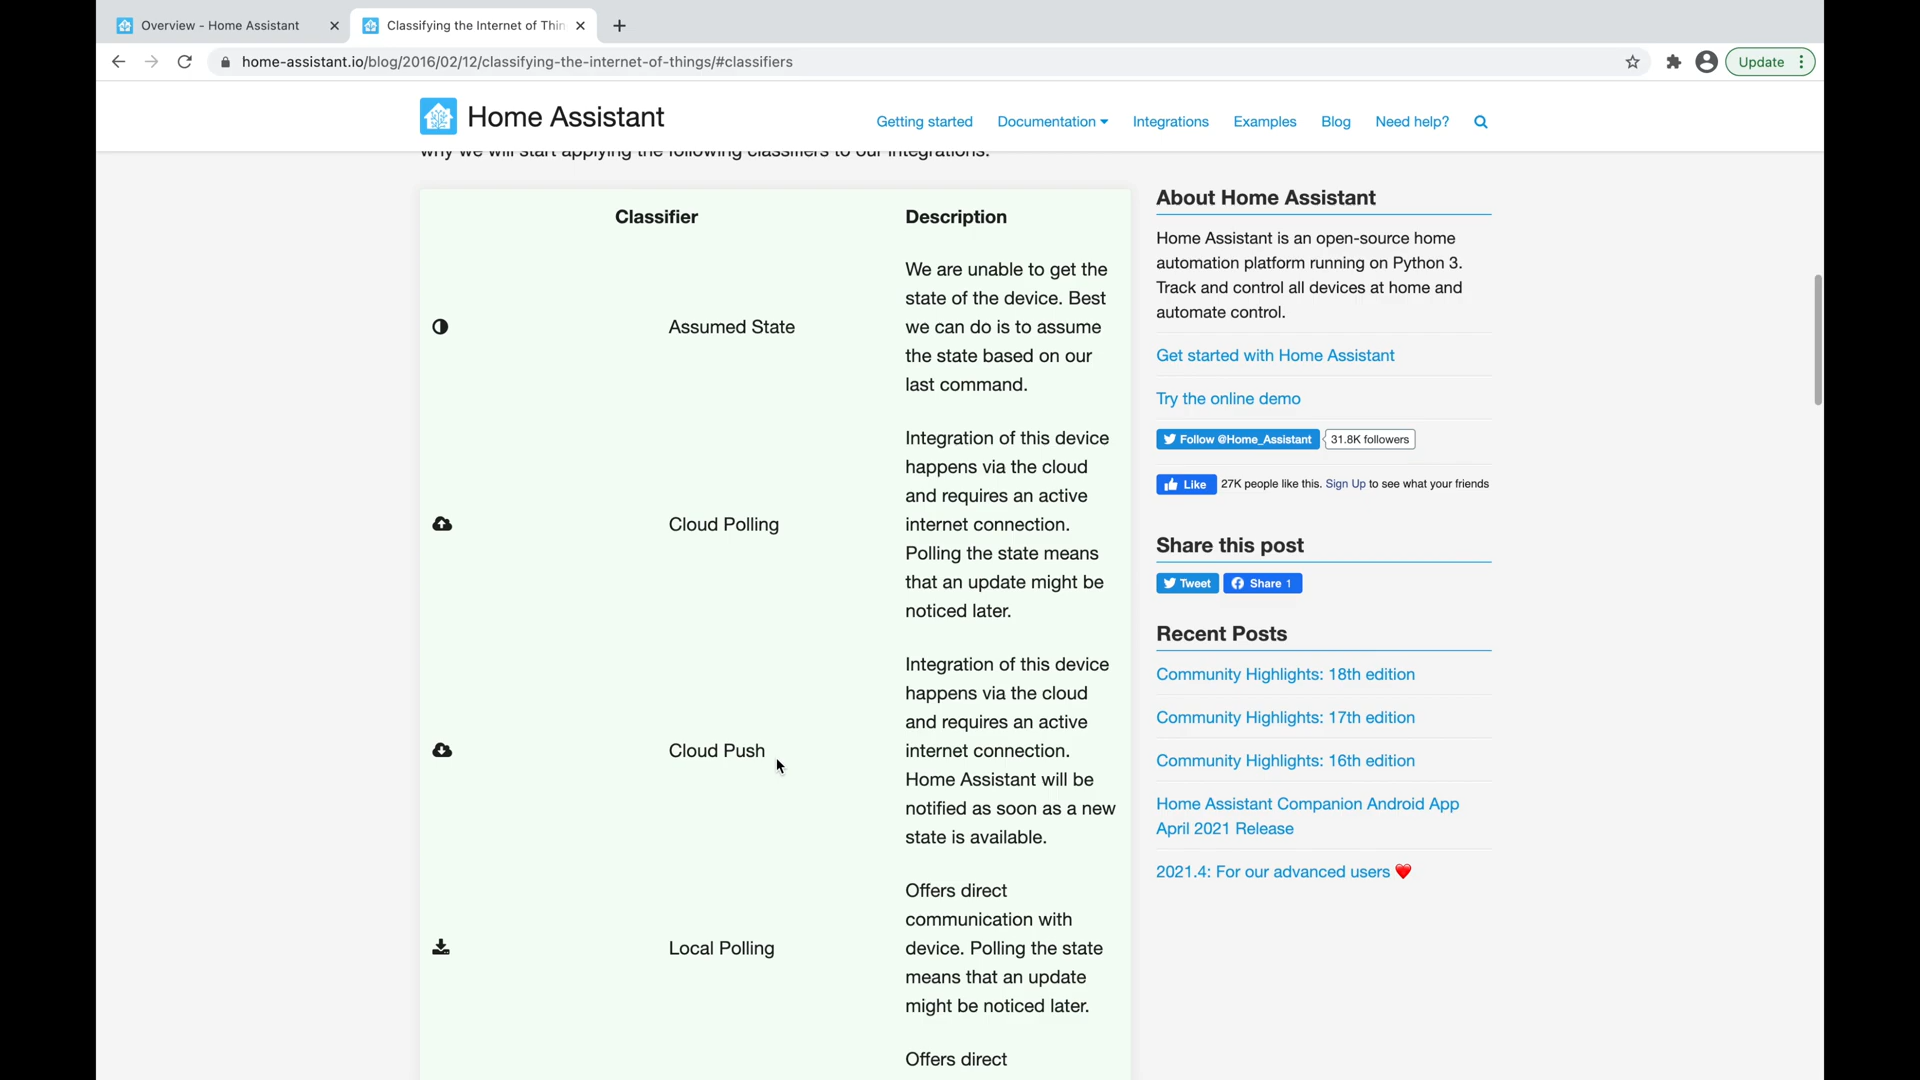 Overview - Home Assistant
Classifying the Internet of Thin
home-assistant.io/blog/2016/02/12/classifying-the-internet-of-things/#classifiers
Update
Home Assistant
Getting started
Documentation
Integrations
Examples
Blog
Need help?
why we will start applying the following classifiers to our integrations.
Classifier
Description
Assumed State
We are unable to get the
state of the device. Best
we can do is to assume
the state based on our
last command.
Cloud Polling
Integration of this device
happens via the cloud
and requires an active
internet connection.
Polling the state means
that an update might be
noticed later.
Cloud Push
Integration of this device
happens via the cloud
and requires an active
internet connection.
Home Assistant will be
notified as soon as a new
state is available.
Local Polling
Offers direct
communication with
device. Polling the state
means that an update
might be noticed later.
Offers direct
About Home Assistant
Home Assistant is an open-source home
automation platform running on Python 3.
Track and control all devices at home and
automate control.
Get started with Home Assistant
Try the online demo
Follow @Home_Assistant
31.8K followers
Like
27K people like this. Sign Up to see what your friends
Share this post
Tweet
Share 1
Recent Posts
Community Highlights: 18th edition
Community Highlights: 17th edition
Community Highlights: 16th edition
Home Assistant Companion Android App
April 2021 Release
2021.4: For our advanced users ❤️